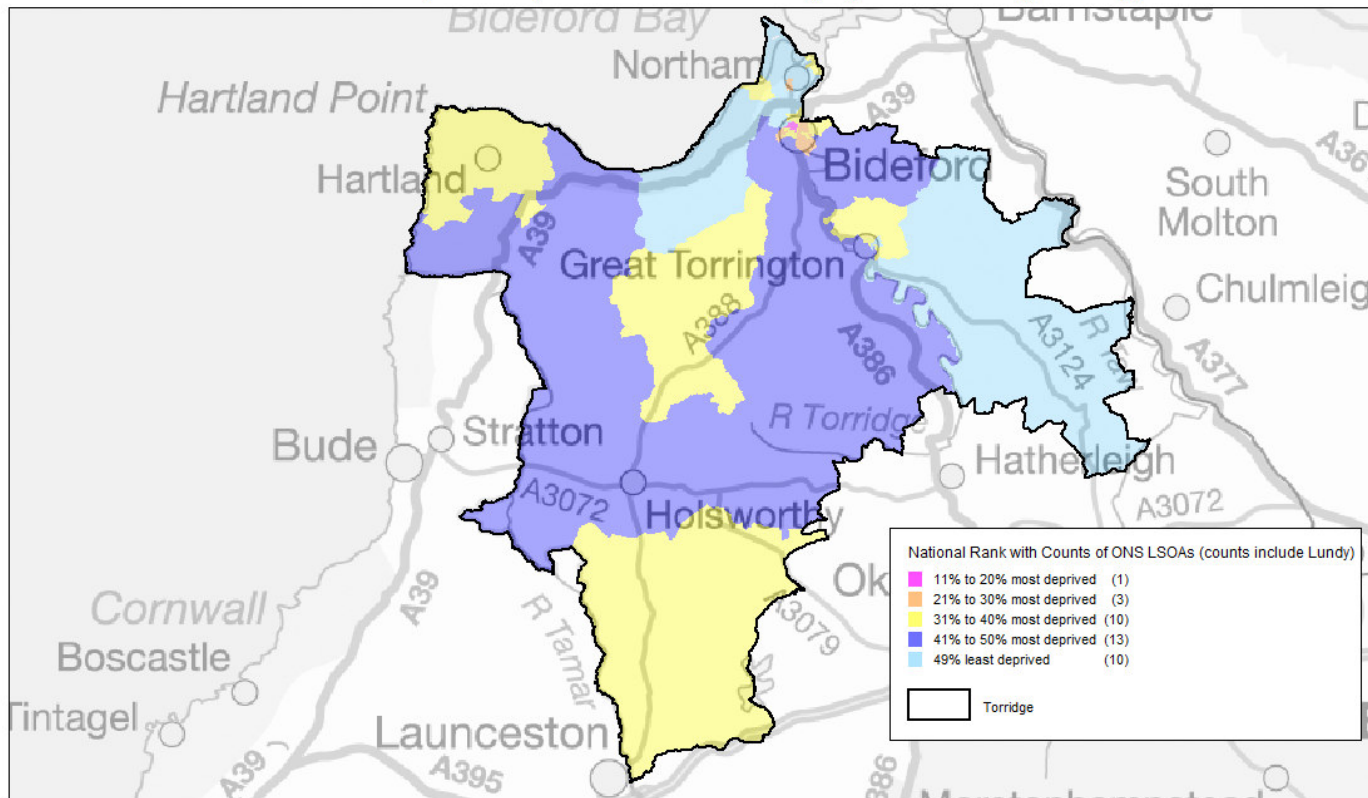 Bideford Bay
Barnstaple
Northam
A39
Hartland Point
Hartland
Bideford
South
Molton
A39
Great Torrington
Chulmleig
A388
A386
A3124
A377
R Torridge
Stratton
Bude
Hatherleigh
A3072
A3072
Holsworthy
A39
Cornwall
R Tamar
A3079
Boscastle
Tintagel
Launceston
A395
A39
National Rank with Counts of ONS LSOAs (counts include Lundy)
11% to 20% most deprived (1)
21% to 30% most deprived (3)
31% to 40% most deprived (10)
41% to 50% most deprived (13)
49% least deprived (10)
Torridge